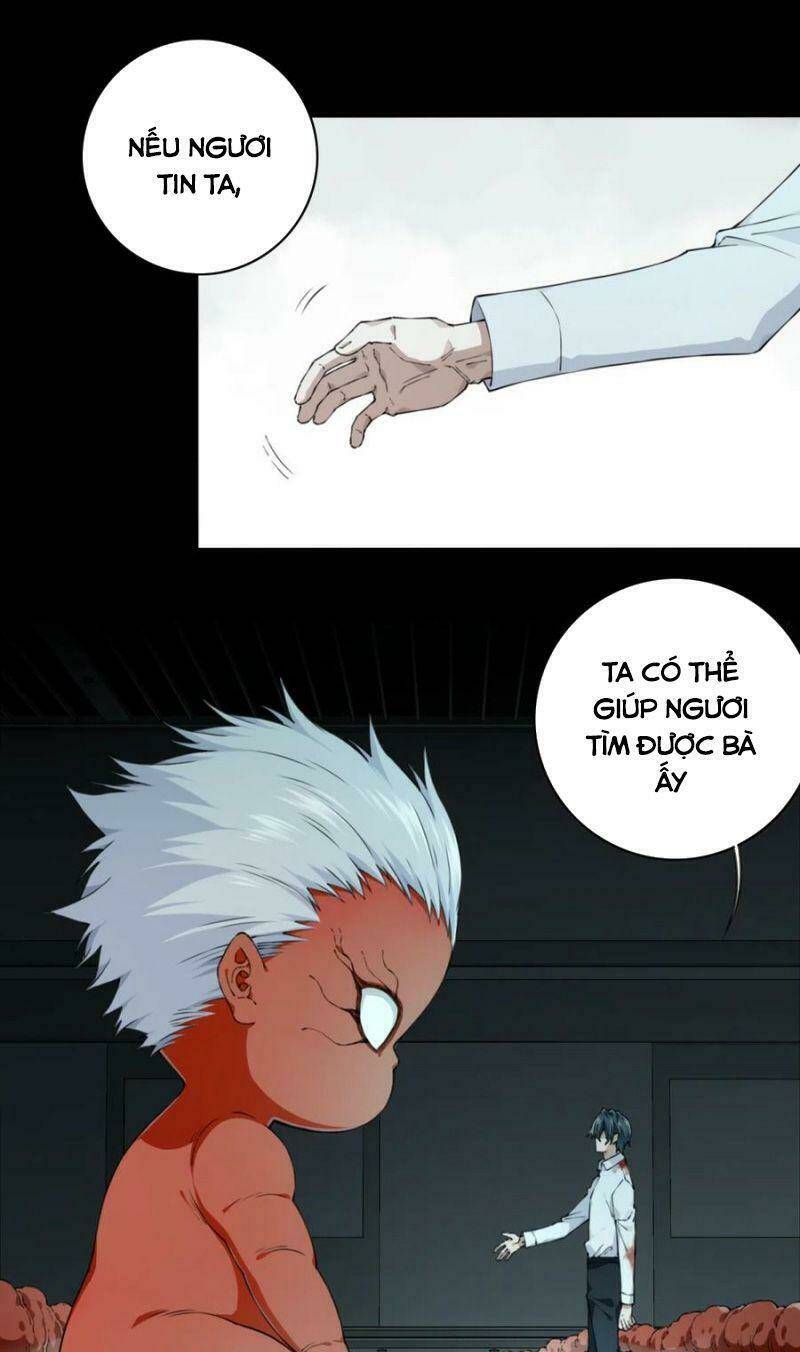 NẾU NGƯƠI
TIN TA,
TA CÓ THỂ
GIÚP NGƯƠI
TÌM ĐƯỢC BÀ
ẤY